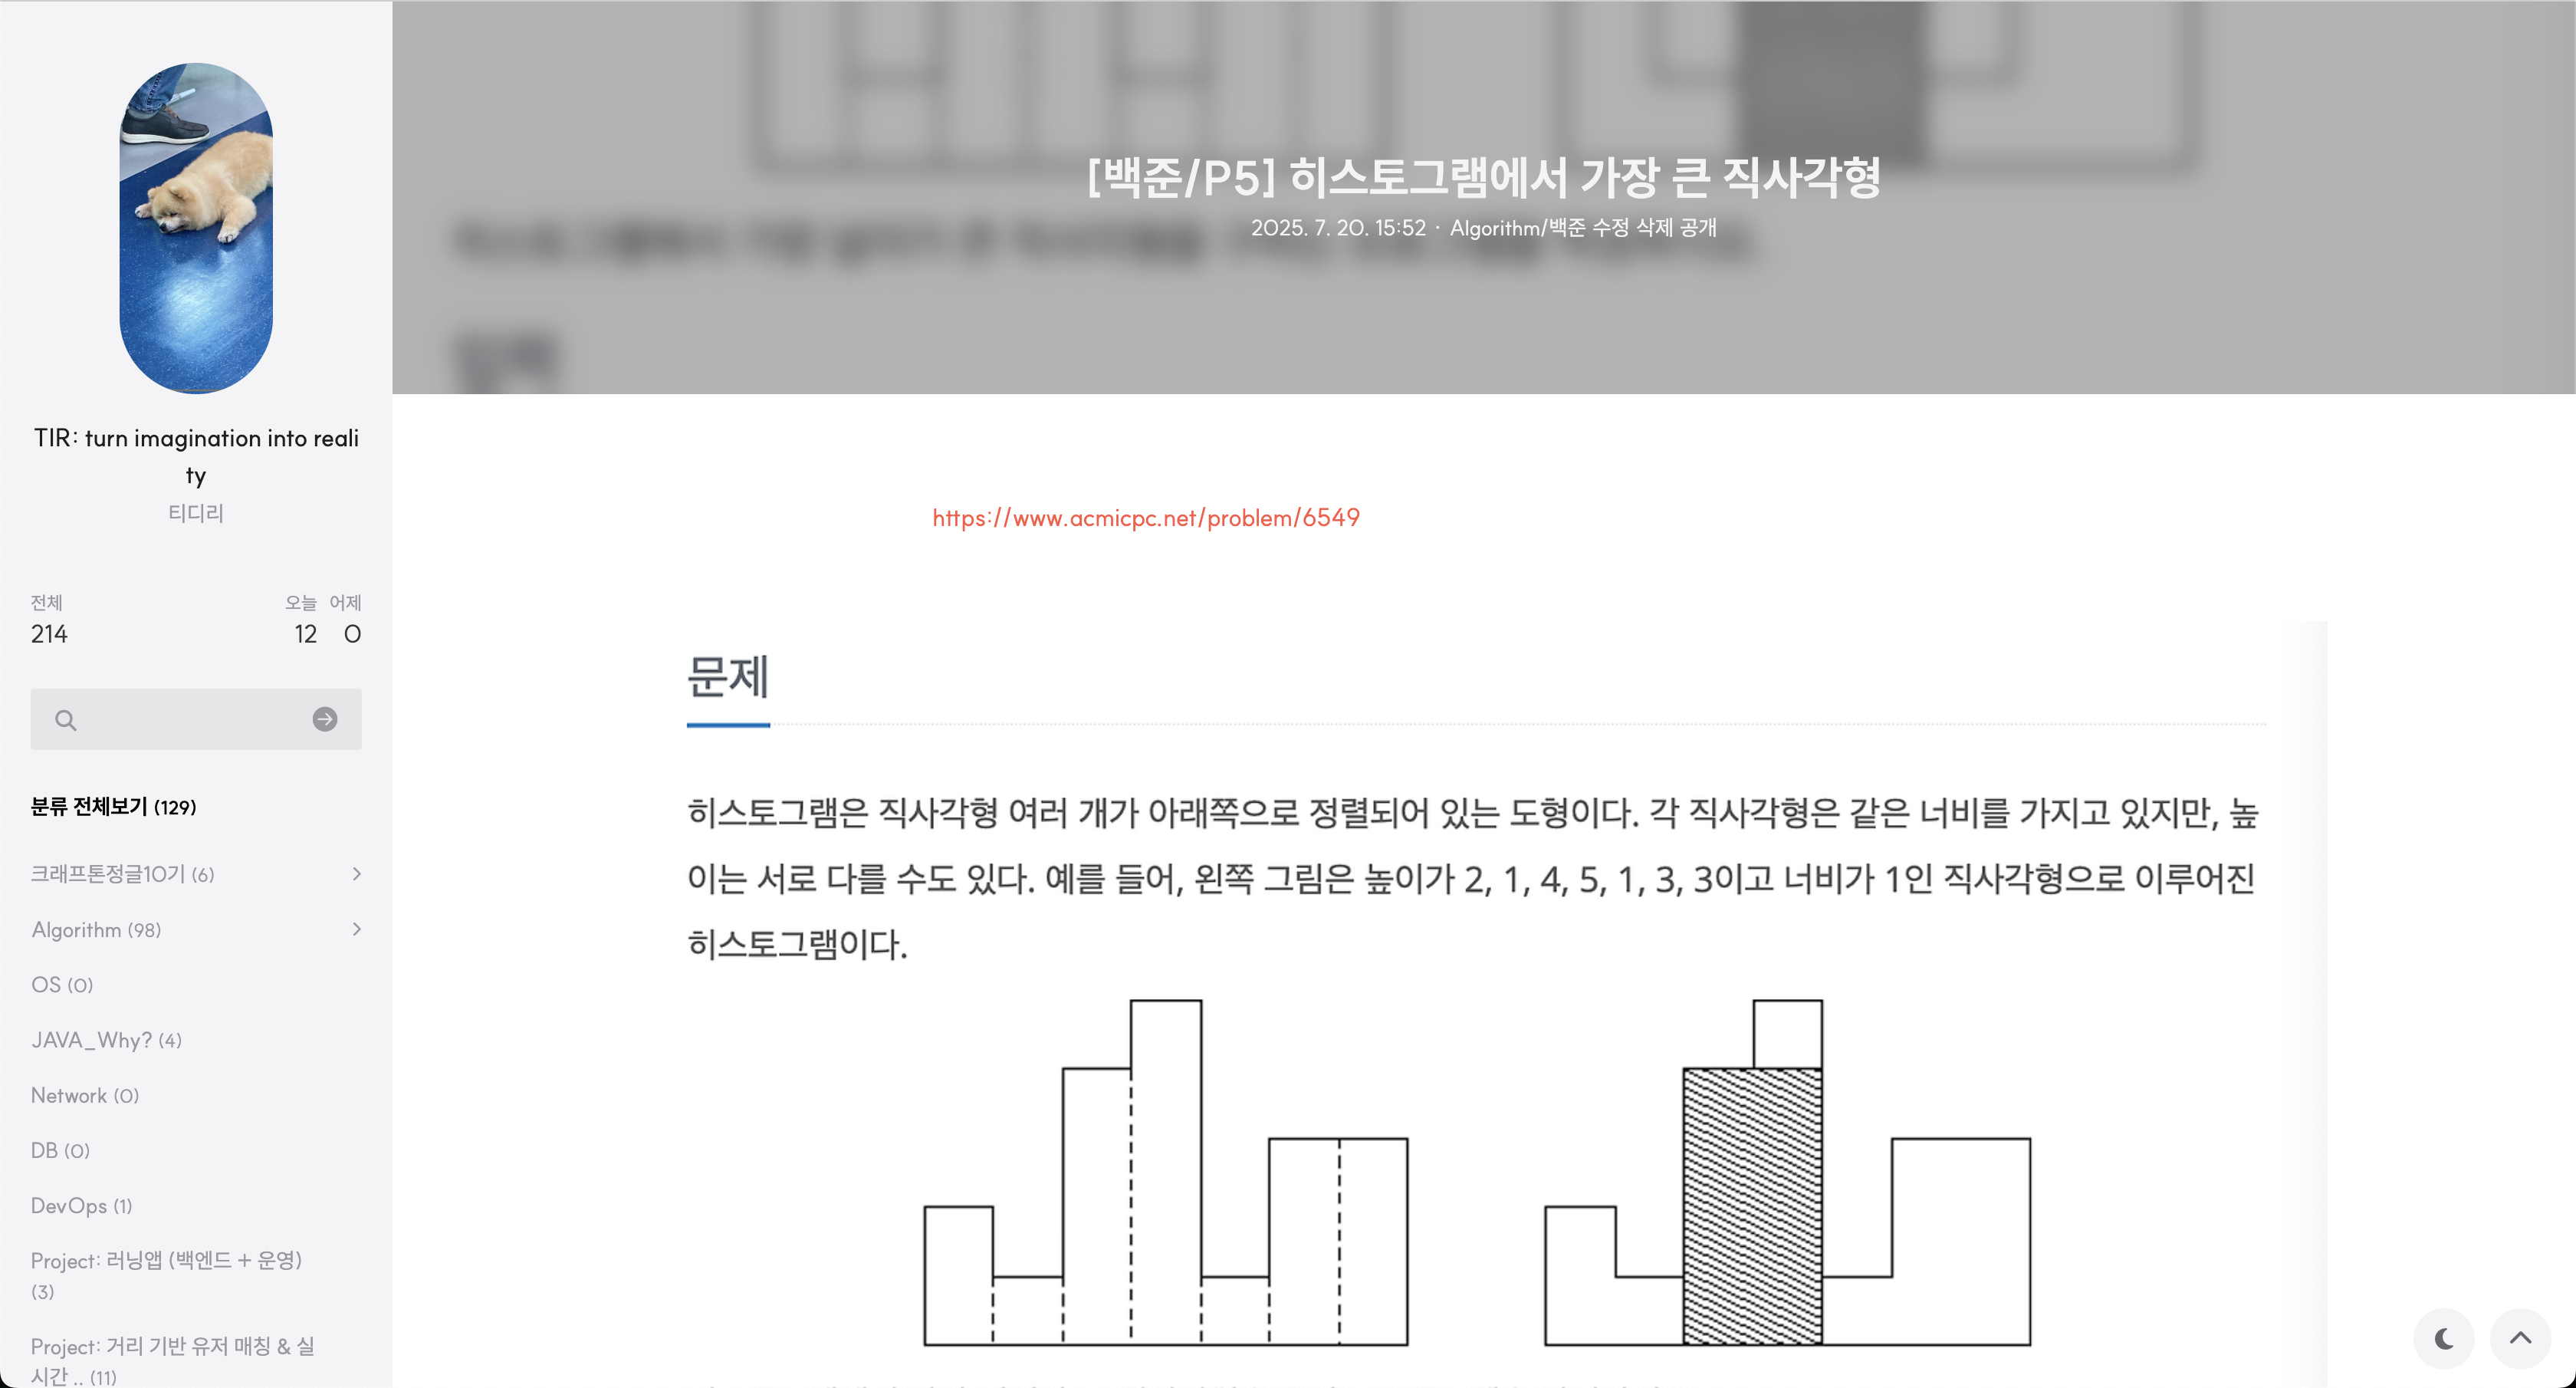 [백준/P5] 히스토그램에서 가장 큰 직사각형
2025. 7. 20. 15:52 · Algorithm/백준 수정 삭제 공개
TIR: turn imagination into reali
ty
티디리
전체
214
오늘 어제
12 0
분류 전체보기 (129)
크래프톤정글10기 (6)
Algorithm (98)
OS (0)
JAVA_Why? (4)
Network (0)
DB (0)
DevOps (1)
Project: 러닝앱 (백엔드 + 운영)
(3)
Project: 거리 기반 유저 매칭 & 실
시간 .. (11)
https://www.acmicpc.net/problem/6549
문제
히스토그램은 직사각형 여러 개가 아래쪽으로 정렬되어 있는 도형이다. 각 직사각형은 같은 너비를 가지고 있지만, 높
이는 서로 다를 수도 있다. 예를 들어, 왼쪽 그림은 높이가 2, 1, 4, 5, 1, 3, 3이고 너비가 1인 직사각형으로 이루어진
히스토그램이다.